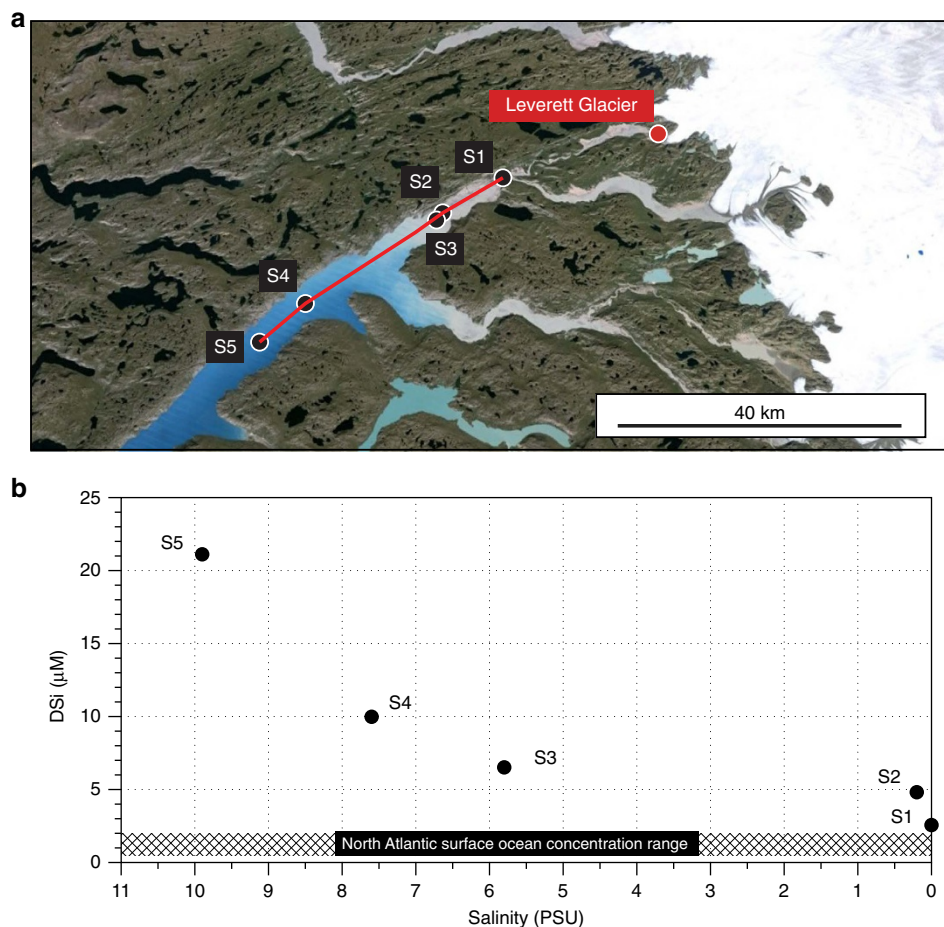 a
Leverett Glacier
S1
S2
S3
S4
S5
40 km
b
25
20
15
10
5
0
DSi (µM)
S5
S4
S3
S2
S1
North Atlantic surface ocean concentration range
11 10 9 8 7 6 5 4 3 2 1 0
Salinity (PSU)